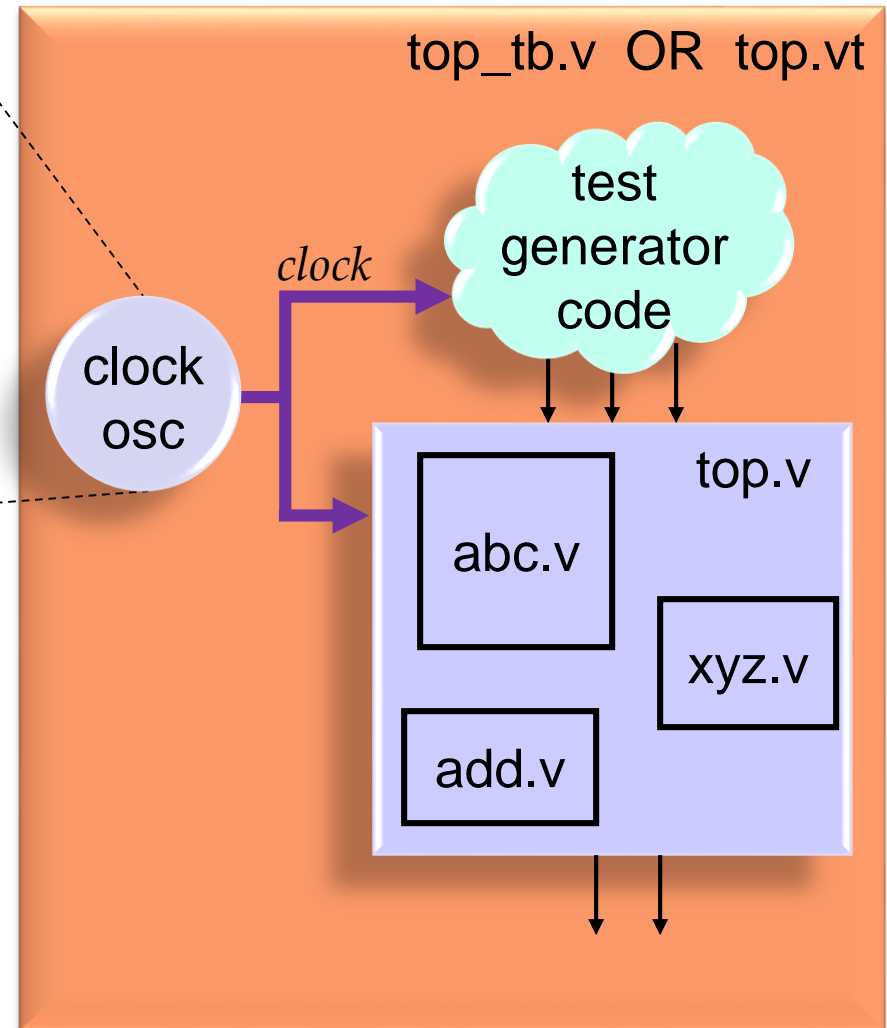 top_tb.v OR top.vt
test
generator
code
clock
clock
osc
top.v
abc.v
xyz.v
add.v